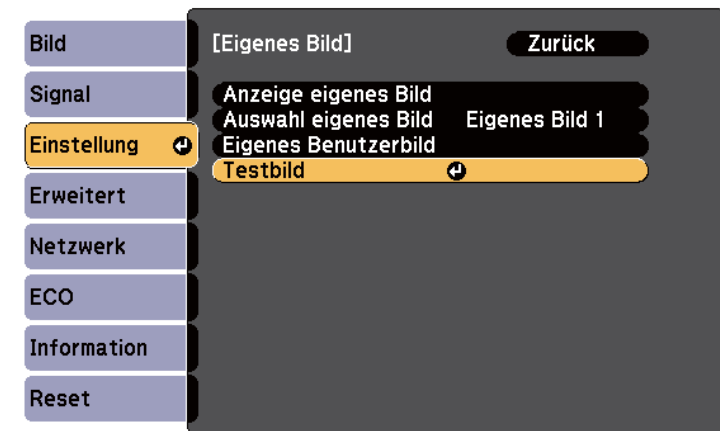 Bild
Signal
Einstellung
Erweitert
Netzwerk
ECO
Information
Reset
[Eigenes Bild] Zurück
Anzeige eigenes Bild
Auswahl eigenes Bild Eigenes Bild 1
Eigenes Benutzerbild
Testbild